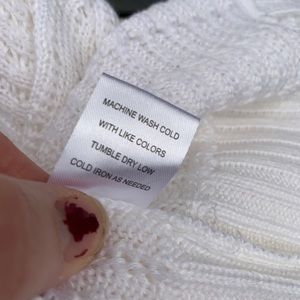 MACHINE WASH COLD
WITH LIKE COLORS
TUMBLE DRY LOW
COLD IRON AS NEEDED